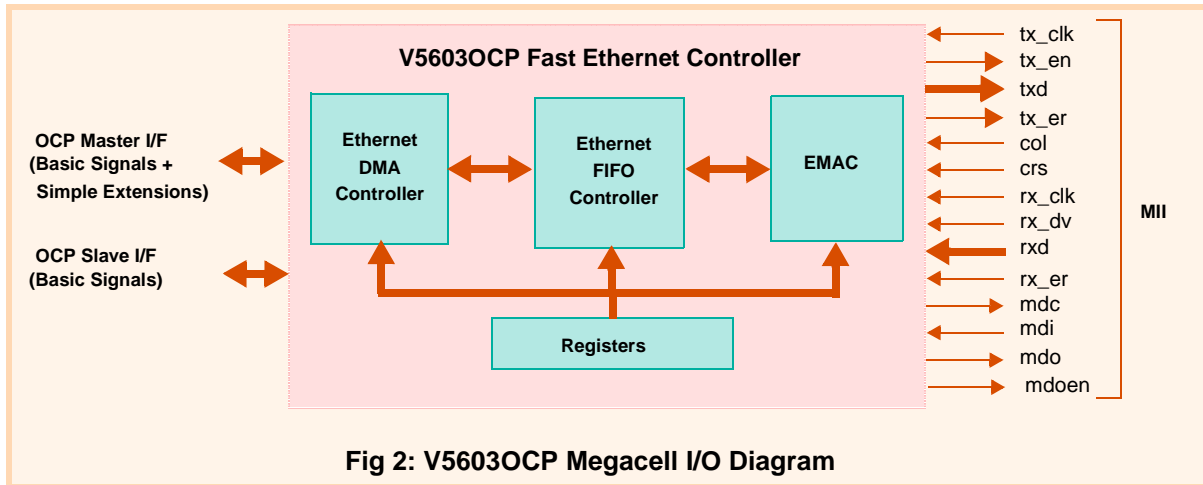 V5603OCP Fast Ethernet Controller
OCP Master I/F
(Basic Signals +
Simple Extensions)
OCP Slave I/F
(Basic Signals)
Ethernet
DMA
Controller
Ethernet
FIFO
Controller
EMAC
Registers
tx_clk
tx_en
txd
tx_er
col
crs
rx_clk
rx_dv
rxd
rx_er
mdc
mdi
mdo
mdoen
MII
Fig 2: V5603OCP Megacell I/O Diagram